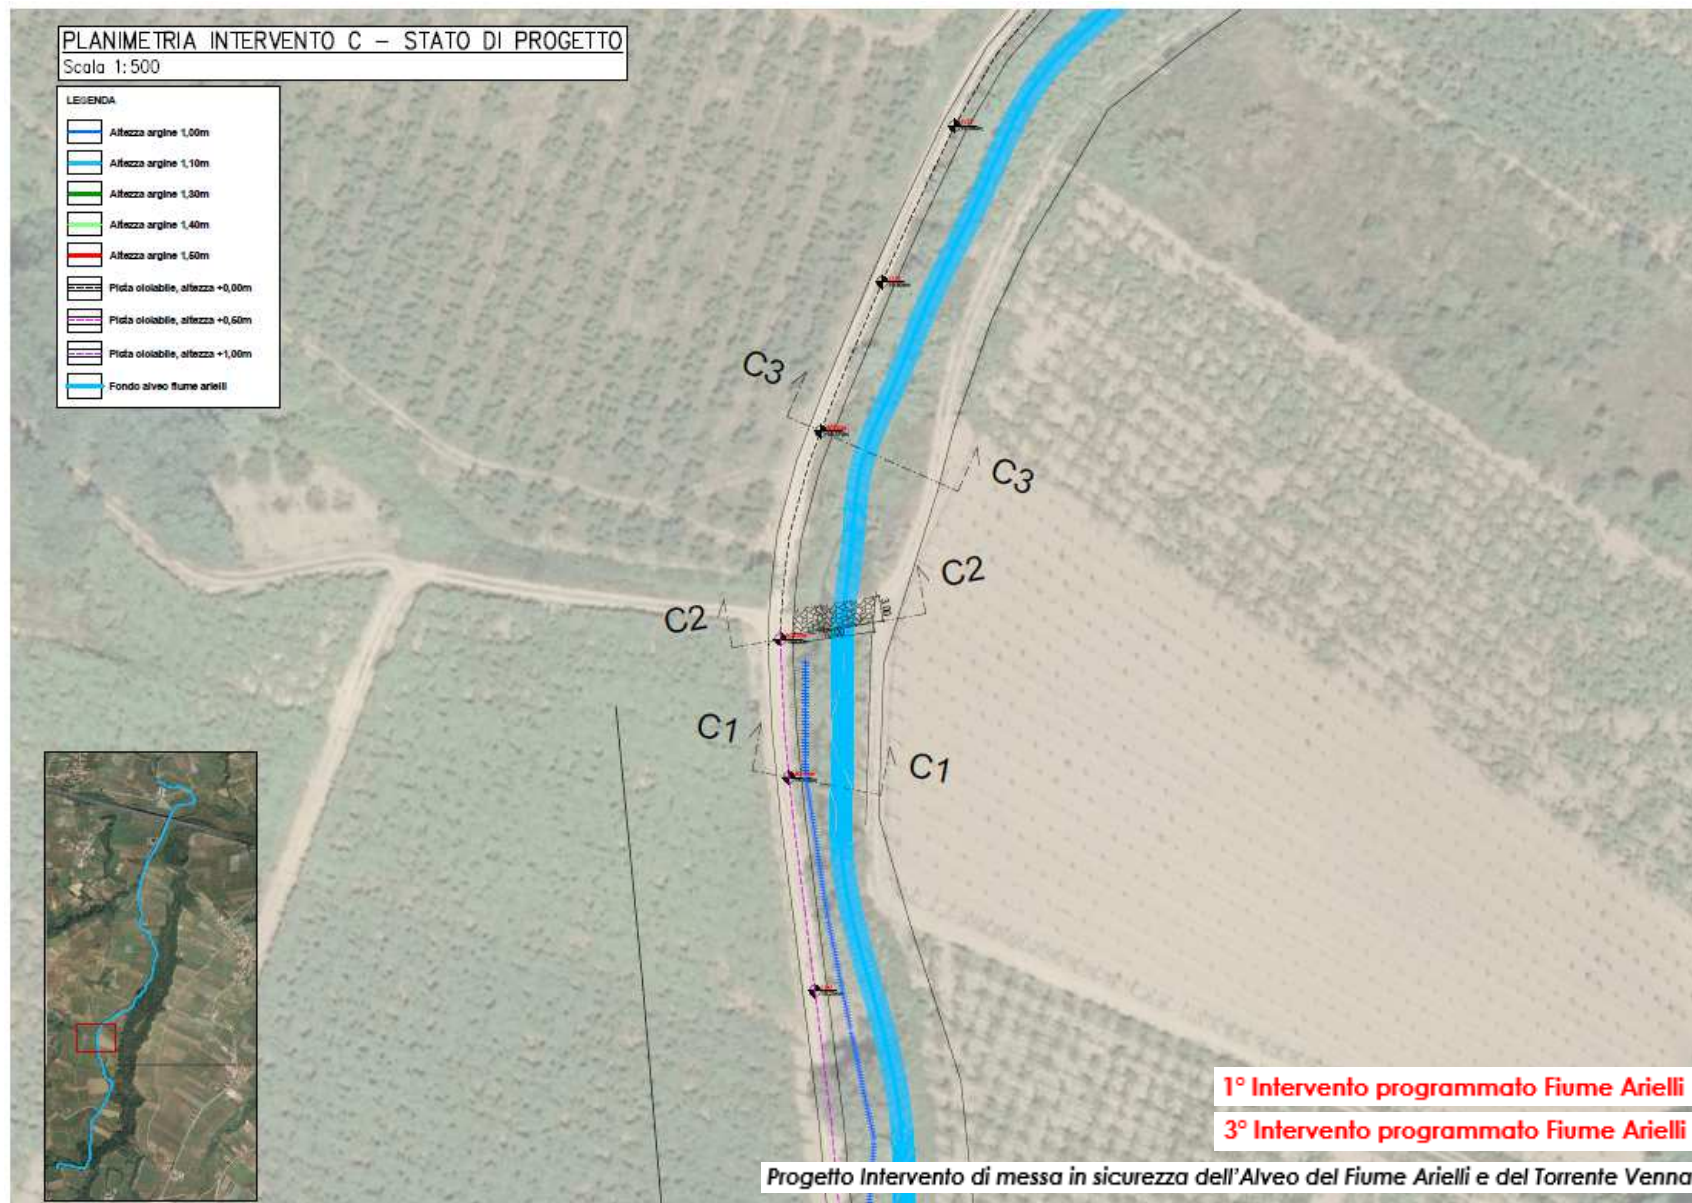 PLANIMETRIA INTERVENTO C – STATO DI PROGETTO
Scala 1:500
LEGENDA
Altezza argine 1,00m
Altezza argine 1,10m
Altezza argine 1,30m
Altezza argine 1,40m
Altezza argine 1,50m
Pista ciclabile, altezza +0,00m
Pista ciclabile, altezza +0,50m
Pista ciclabile, altezza +1,00m
Fondo alveo fiume arielli
C3
C3
C2
3,00
C2
C1
C1
1° Intervento programmato Fiume Arielli
3° Intervento programmato Fiume Arielli
Progetto Intervento di messa in sicurezza dell'Alveo del Fiume Arielli e del Torrente Venna